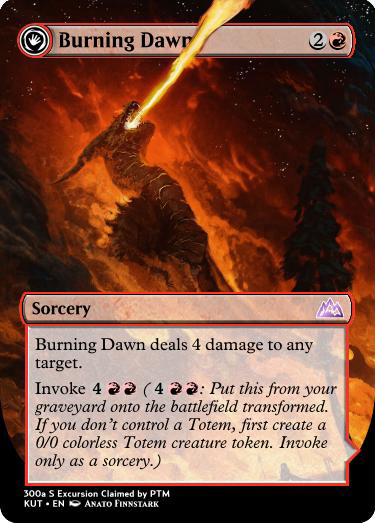 Burning Dawn 2
Sorcery
Burning Dawn deals 4 damage to any
target.
Invoke 4 ( 4 : Put this from your
graveyard onto the battlefield transformed.
If you don't control a Totem, first create a
0/0 colorless Totem creature token. Invoke
only as a sorcery.)
300a S Excursion Claimed by PTM
KUT • EN Anato Finnstark